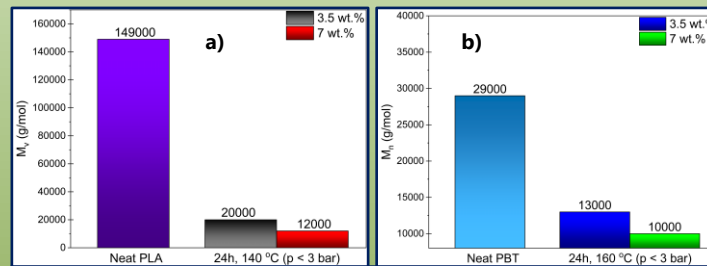 a)
3.5 wt.%
7 wt.%
160000
140000
120000
100000
80000
60000
40000
20000
0
Mᵥ (g/mol)
149000
20000
12000
Neat PLA
24h, 140 °C (p < 3 bar)
b)
3.5 wt.%
7 wt.%
40000
35000
30000
25000
20000
15000
10000
Mₙ (g/mol)
29000
13000
10000
Neat PBT
24h, 160 °C (p < 3 bar)